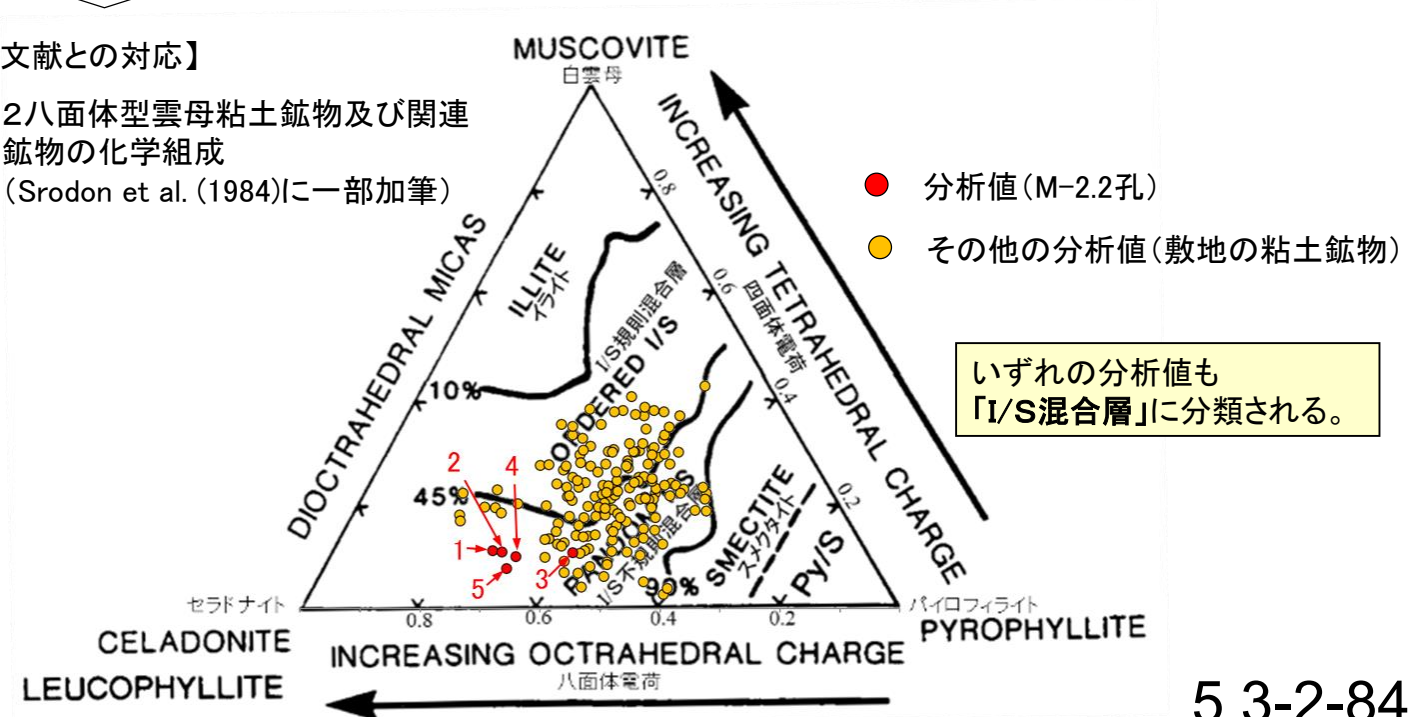 文献との対応】
2八面体型雲母粘土鉱物及び関連
鉱物の化学組成
(Srodon et al. (1984)に一部加筆)
MUSCOVITE
白雲母
INCREASING TETRAHEDRAL CHARGE
四面体電荷
DIOCTRAHEDRAL MICAS
0.8
0.6
0.4
0.2
ILLITE
イライト
I/S規則混合層
ORDERED I/S
10%
45%
90%
RANDOM I/S
I/S不規則混合層
SMECTITE
スメクタイト
Py/S
1
2
3
4
5
セラドナイト
CELADONITE
LEUCOPHYLLITE
0.8
0.6
0.4
0.2
パイロフィライト
PYROPHYLLITE
INCREASING OCTRAHEDRAL CHARGE
八面体電荷
分析値(M-2.2孔)
その他の分析値(敷地の粘土鉱物)
いずれの分析値も
「I/S混合層」に分類される。
5.3-2-84